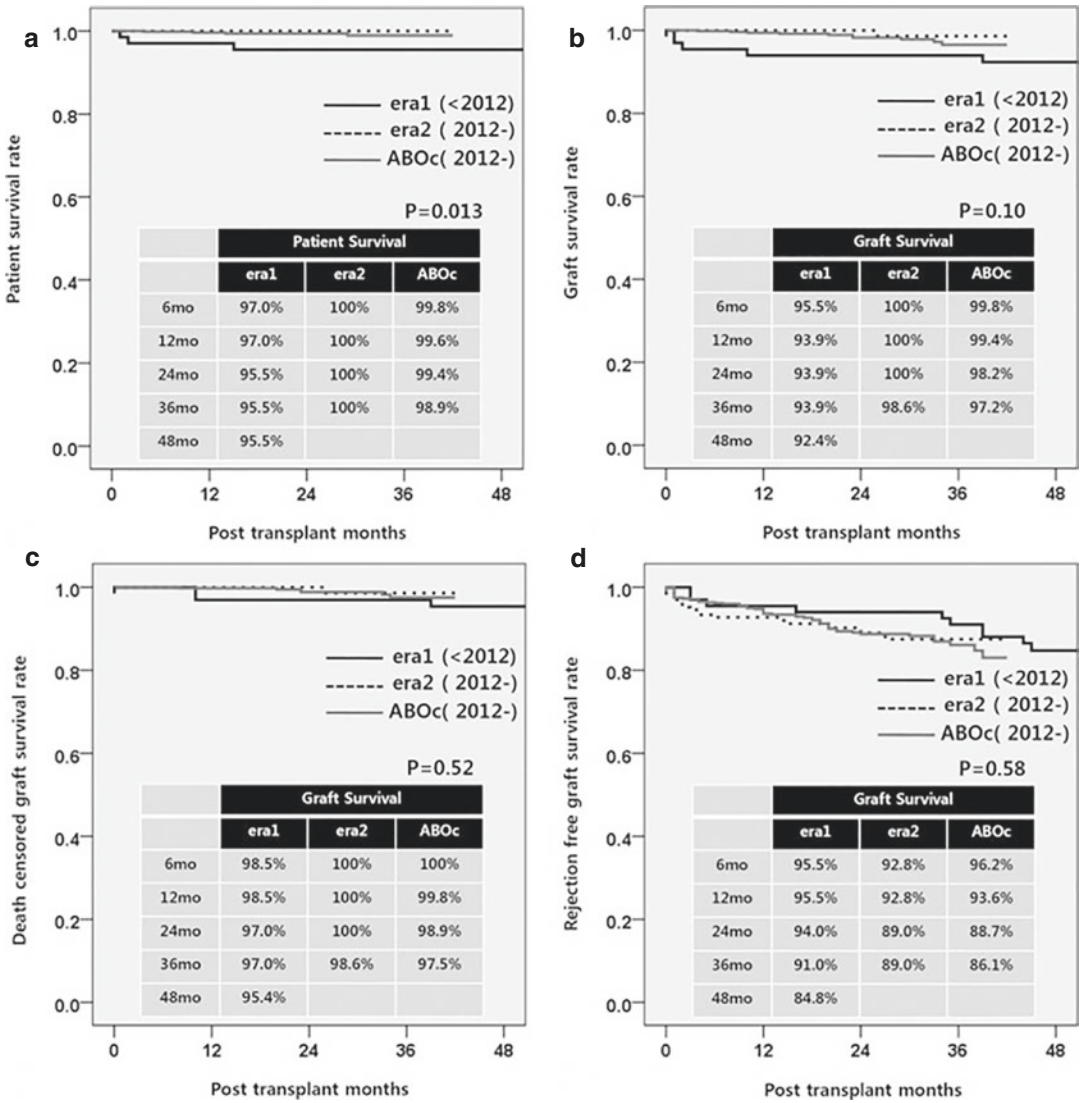 a
1.0
0.8
0.6
0.4
0.2
0.0
Patient survival rate
era1 (<2012)
era2 ( 2012-)
ABOc( 2012-)
P=0.013
Patient Survival
era1 era2 ABOc
6mo 97.0% 100% 99.8%
12mo 97.0% 100% 99.6%
24mo 95.5% 100% 99.4%
36mo 95.5% 100% 98.9%
48mo 95.5%
0 12 24 36 48
Post transplant months
b
1.0
0.8
0.6
0.4
0.2
0.0
Graft survival rate
era1 (<2012)
era2 ( 2012-)
ABOc( 2012-)
P=0.10
Graft Survival
era1 era2 ABOc
6mo 95.5% 100% 99.8%
12mo 93.9% 100% 99.4%
24mo 93.9% 100% 98.2%
36mo 93.9% 98.6% 97.2%
48mo 92.4%
0 12 24 36 48
Post transplant months
c
1.0
0.8
0.6
0.4
0.2
0.0
Death censored graft survival rate
era1 (<2012)
era2 ( 2012-)
ABOc( 2012-)
P=0.52
Graft Survival
era1 era2 ABOc
6mo 98.5% 100% 100%
12mo 98.5% 100% 99.8%
24mo 97.0% 100% 98.9%
36mo 97.0% 98.6% 97.5%
48mo 95.4%
0 12 24 36 48
Post transplant months
d
1.0
0.8
0.6
0.4
0.2
0.0
Rejection free graft survival rate
era1 (<2012)
era2 ( 2012-)
ABOc( 2012-)
P=0.58
Graft Survival
era1 era2 ABOc
6mo 95.5% 92.8% 96.2%
12mo 95.5% 92.8% 93.6%
24mo 94.0% 89.0% 88.7%
36mo 91.0% 89.0% 86.1%
48mo 84.8%
0 12 24 36 48
Post transplant months